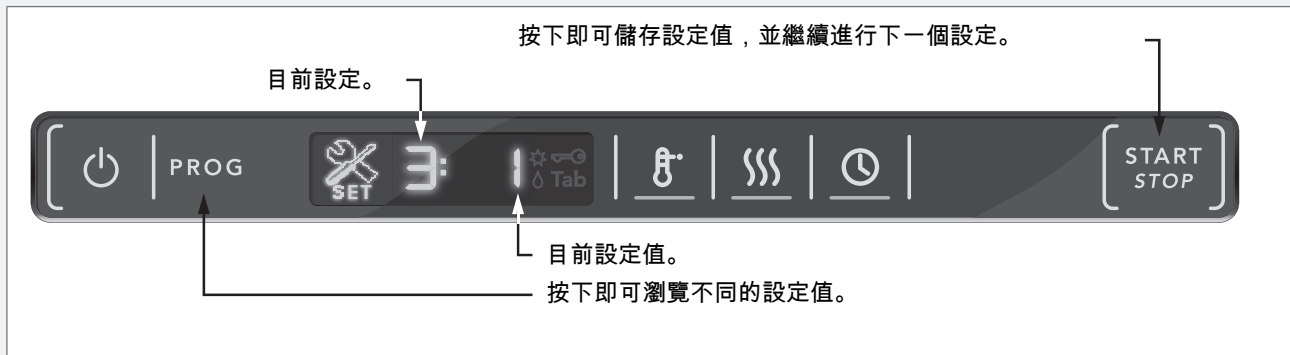 按下即可儲存設定值，並繼續進行下一個設定。
目前設定。
PROG
SET
3:
1
Tab
START
STOP
目前設定值。
按下即可瀏覽不同的設定值。